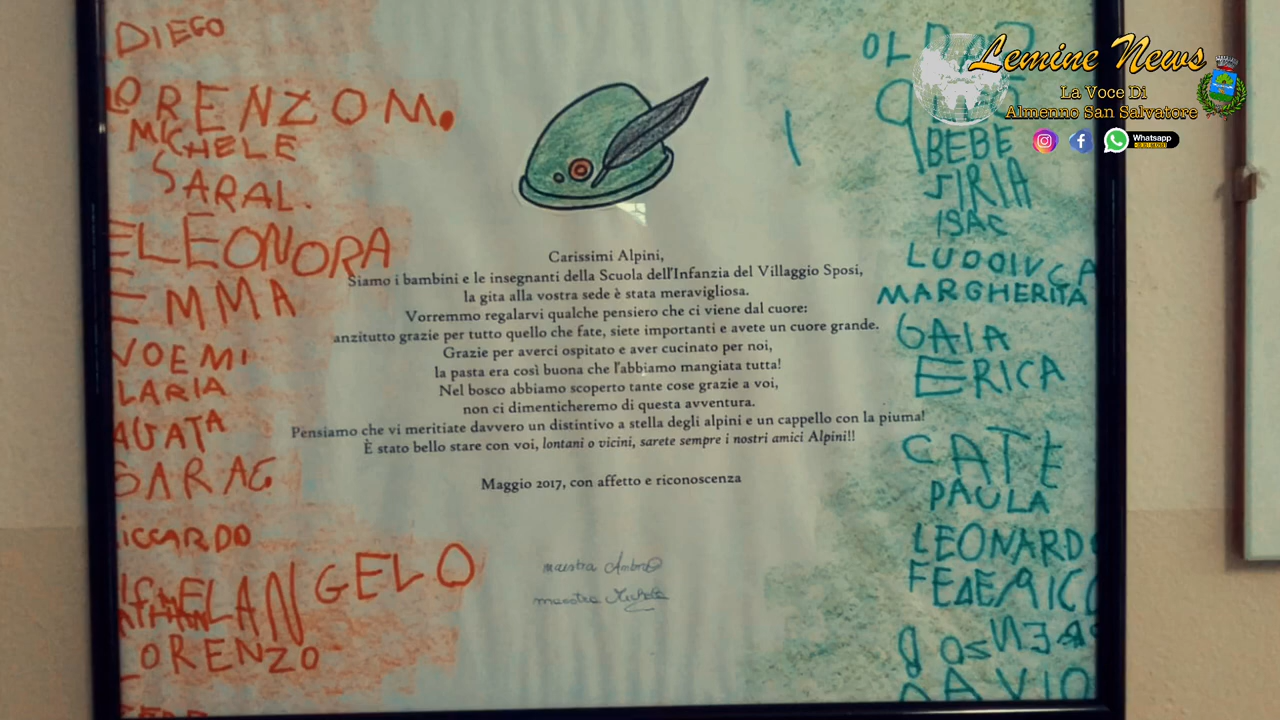 DIEGO
LORENZO M.
MICHELE
SARA L.
ELEONORA
EMMA
NOEMI
ILARIA
AGATA
SARA G
RICCARDO
LORENZO
Carissimi Alpini,
Siamo i bambini e le insegnanti della Scuola dell'Infanzia del Villaggio Sposi,
la gita alla vostra sede è stata meravigliosa.
Vorremmo regalarvi qualche pensiero che ci viene dal cuore:
anzitutto grazie per tutto quello che fate, siete importanti e avete un cuore grande.
Grazie per averci ospitato e aver cucinato per noi,
la pasta era così buona che l'abbiamo mangiata tutta!
Nel bosco abbiamo scoperto tante cose grazie a voi,
non ci dimenticheremo di questa avventura.
Pensiamo che vi meritiate davvero un distintivo a stella degli alpini e un cappello con la piuma!
È stato bello stare con voi, lontani o vicini, sarete sempre i nostri amici Alpini!!
Maggio 2017, con affetto e riconoscenza
maestra
maestra
Lemine News
La Voce Di
Almenno San Salvatore
Whatsapp
BEBE
SIRIA
ISAC
LUDOIVCA
MARGHERITA
GAIA
ERICA
CATE
PAULA
LEONARDO
FEDERICO